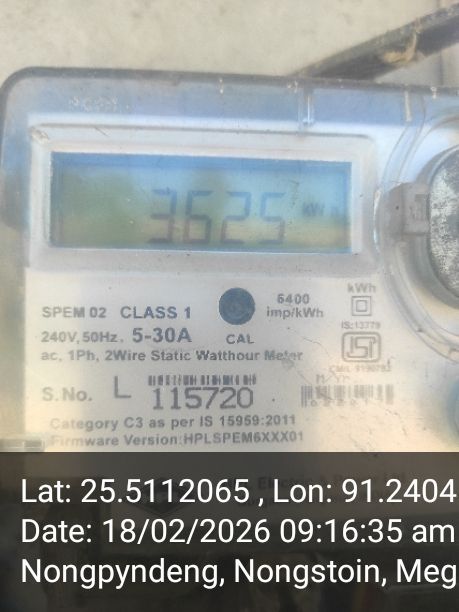 3625 kWh
SPEM 02 CLASS 1
6400
imp/kWh
kWh
IS:13779
240V, 50Hz, 5-30A
CAL
ac, 1Ph, 2Wire Static Watthour Meter
S.No. L 115720
M/Yr
Category C3 as per IS 15959:2011
Firmware Version:HPLSPEM6XXX01
Lat: 25.5112065 , Lon: 91.2404
Date: 18/02/2026 09:16:35 am
Nongpyndeng, Nongstoin, Meg